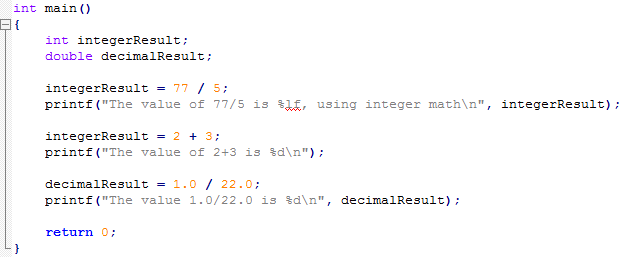 int main()
{
    int integerResult;
    double decimalResult;
    integerResult = 77 / 5;
    printf("The value of 77/5 is %lf, using integer math\n", integerResult);
    integerResult = 2 + 3;
    printf("The value of 2+3 is %d\n");
    decimalResult = 1.0 / 22.0;
    printf("The value 1.0/22.0 is %d\n", decimalResult);
    return 0;
}